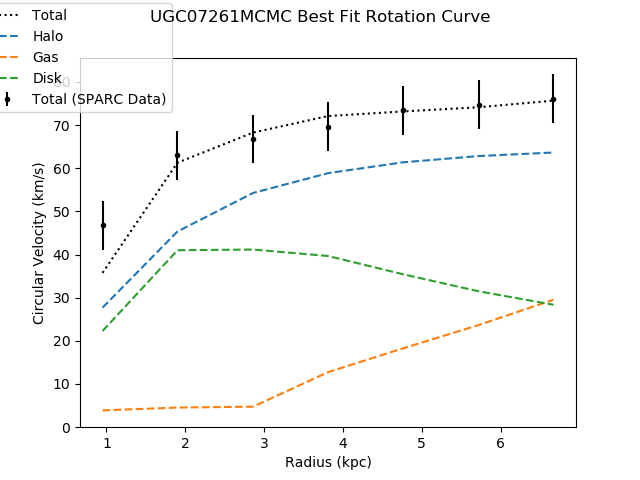 UGC07261MCMC Best Fit Rotation Curve
Total
Halo
Gas
Disk
Total (SPARC Data)
80
70
60
50
40
30
20
10
0
Circular Velocity (km/s)
1 2 3 4 5 6
Radius (kpc)